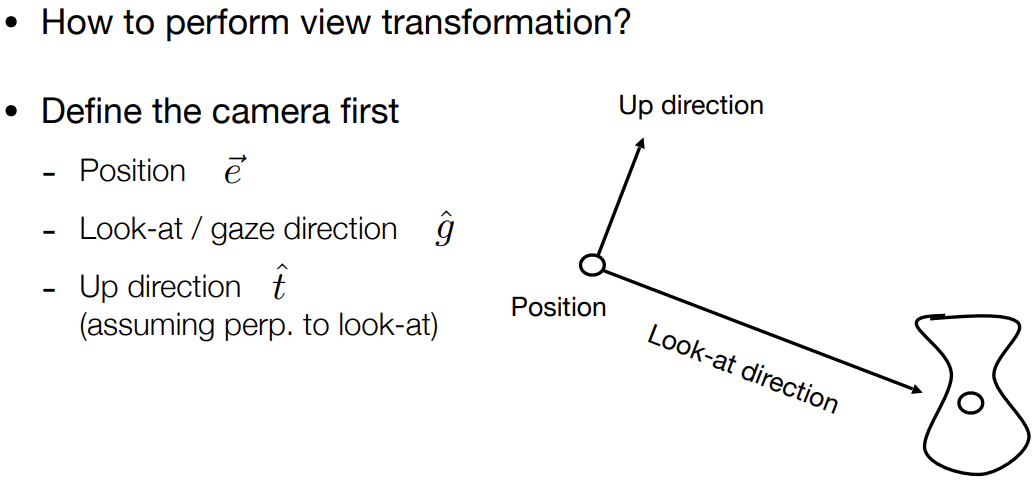 • How to perform view transformation?
• Define the camera first
Up direction
- Position $\vec{e}$
- Look-at / gaze direction $\hat{g}$
- Up direction $\hat{t}$
(assuming perp. to look-at)
Position
Look-at direction